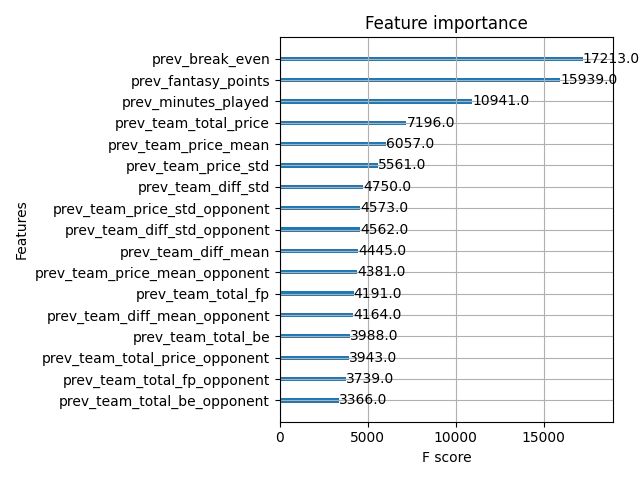 Feature importance
Features
prev_break_even 17213.0
prev_fantasy_points 15939.0
prev_minutes_played 10941.0
prev_team_total_price 7196.0
prev_team_price_mean 6057.0
prev_team_price_std 5561.0
prev_team_diff_std 4750.0
prev_team_price_std_opponent 4573.0
prev_team_diff_std_opponent 4562.0
prev_team_diff_mean 4445.0
prev_team_price_mean_opponent 4381.0
prev_team_total_fp 4191.0
prev_team_diff_mean_opponent 4164.0
prev_team_total_be 3988.0
prev_team_total_price_opponent 3943.0
prev_team_total_fp_opponent 3739.0
prev_team_total_be_opponent 3366.0
0 5000 10000 15000
F score